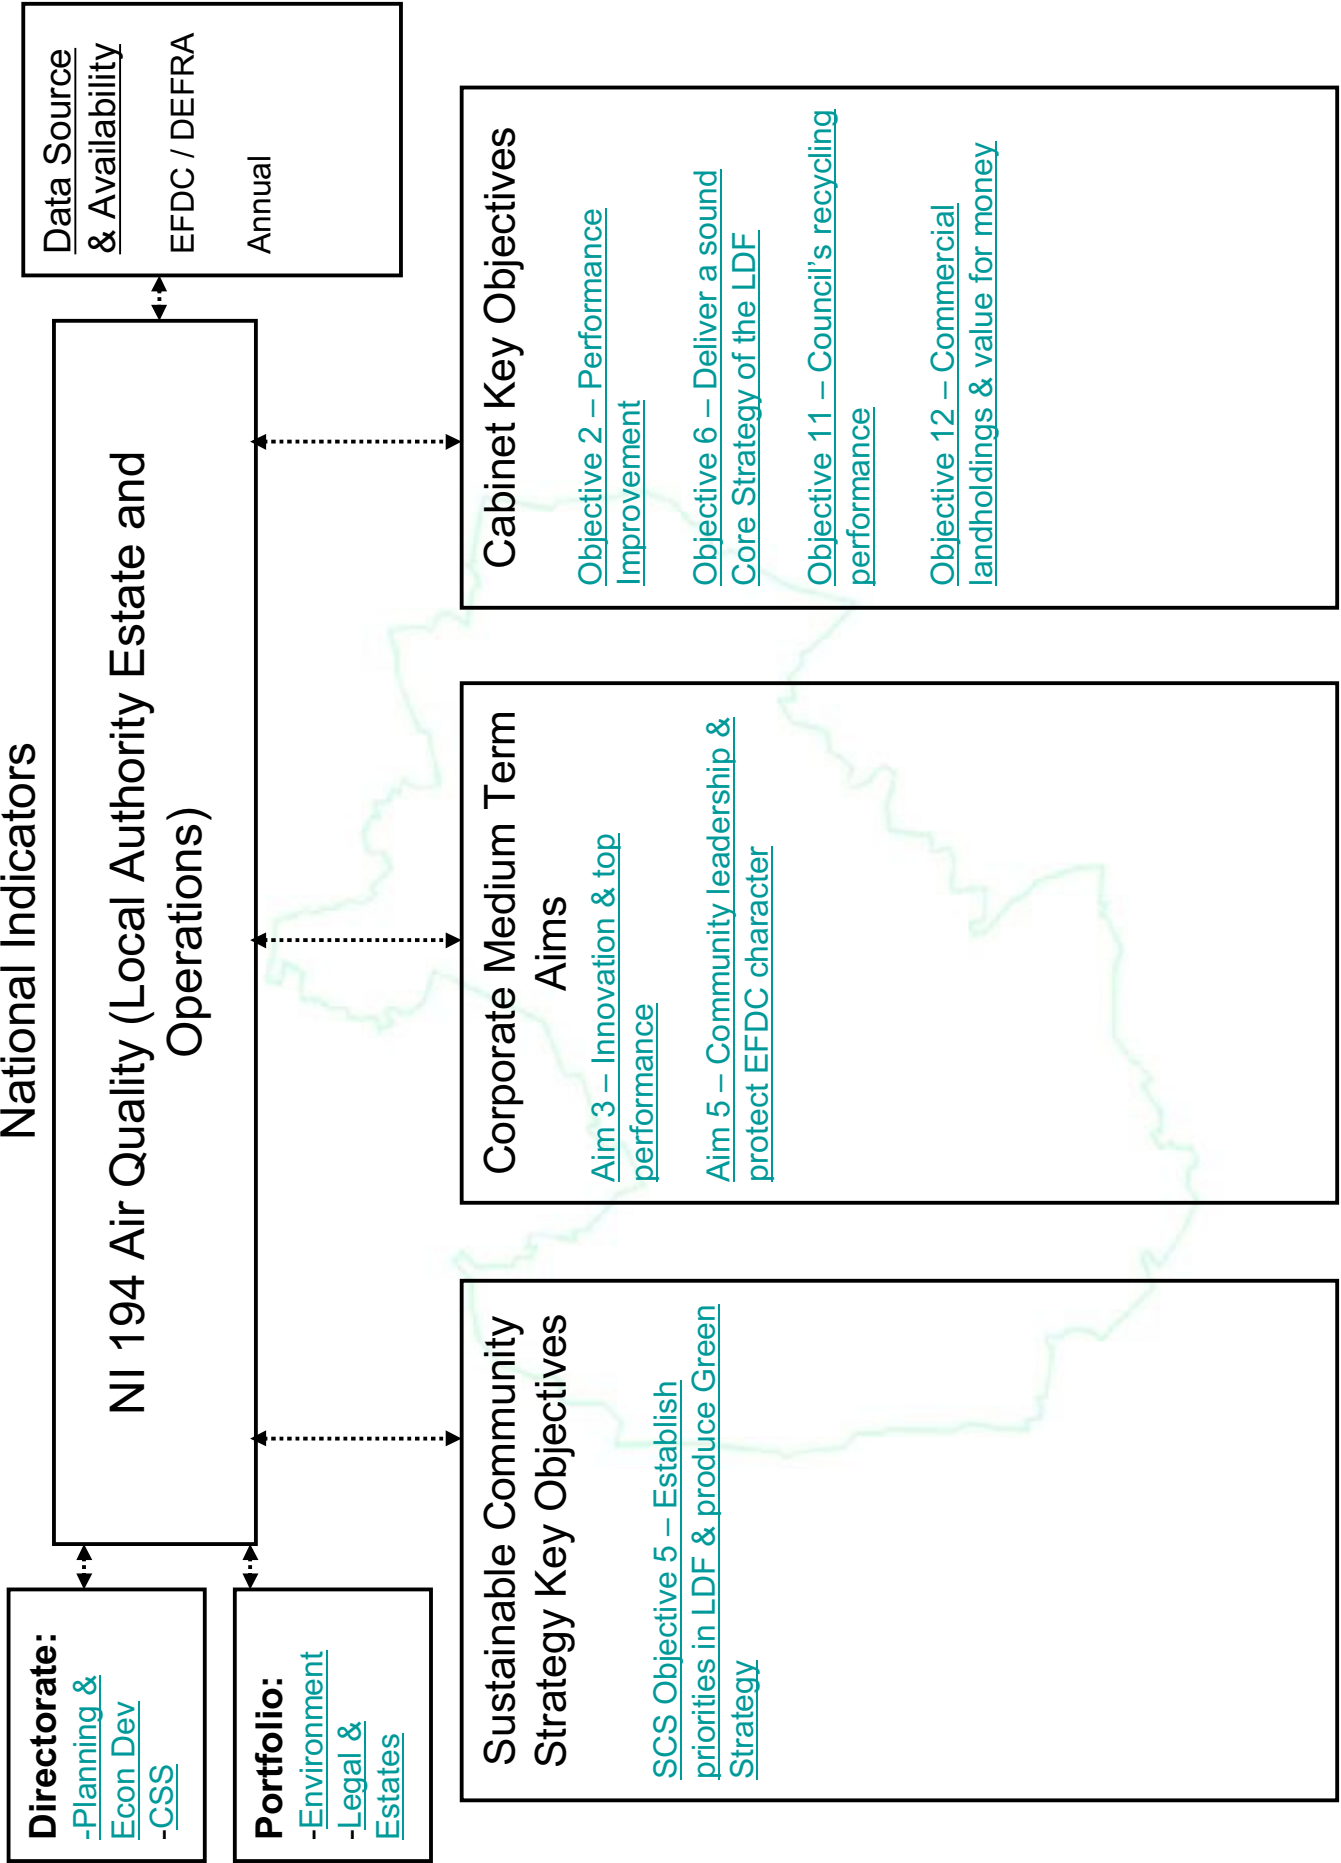 National Indicators
Directorate:
-Planning &
Econ Dev
-CSS
Portfolio:
-Environment
-Legal &
Estates
NI 194 Air Quality (Local Authority Estate and
Operations)
Data Source
& Availability
EFDC / DEFRA
Annual
Sustainable Community
Strategy Key Objectives
SCS Objective 5 – Establish
priorities in LDF & produce Green
Strategy
Corporate Medium Term
Aims
Aim 3 – Innovation & top
performance
Aim 5 – Community leadership &
protect EFDC character
Cabinet Key Objectives
Objective 2 – Performance
Improvement
Objective 6 – Deliver a sound
Core Strategy of the LDF
Objective 11 – Council's recycling
performance
Objective 12 – Commercial
landholdings & value for money